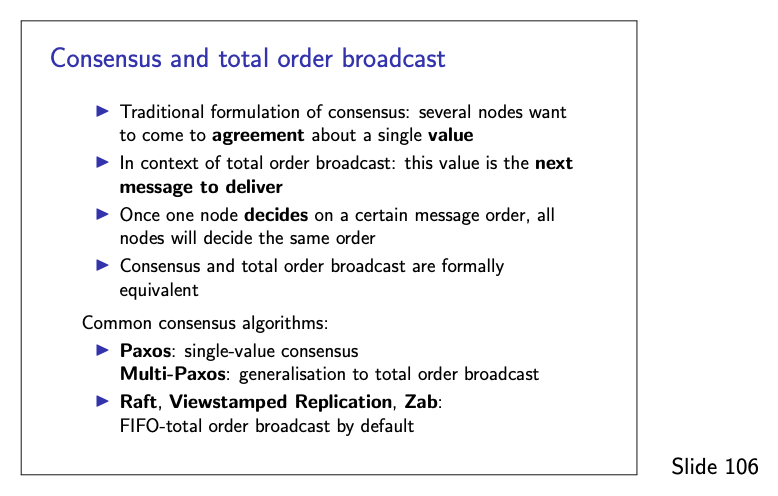 Consensus and total order broadcast
▶ Traditional formulation of consensus: several nodes want
to come to agreement about a single value
▶ In context of total order broadcast: this value is the next
message to deliver
▶ Once one node decides on a certain message order, all
nodes will decide the same order
▶ Consensus and total order broadcast are formally
equivalent
Common consensus algorithms:
▶ Paxos: single-value consensus
Multi-Paxos: generalisation to total order broadcast
▶ Raft, Viewstamped Replication, Zab:
FIFO-total order broadcast by default
Slide 106